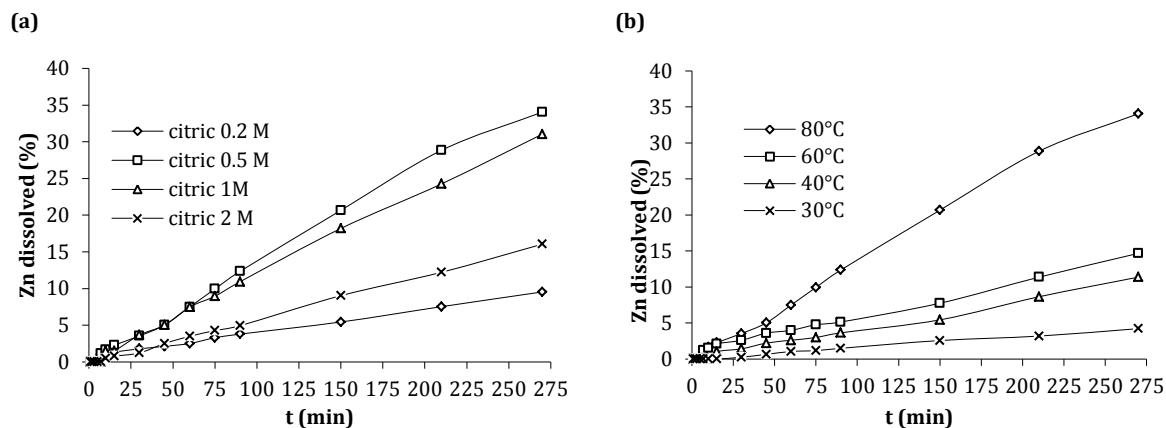 (a)
Zn dissolved (%)
40
35
30
25
20
15
10
5
0
citric 0.2 M
citric 0.5 M
citric 1M
citric 2 M
0 25 50 75 100 125 150 175 200 225 250 275
t (min)
(b)
Zn dissolved (%)
40
35
30
25
20
15
10
5
0
80°C
60°C
40°C
30°C
0 25 50 75 100 125 150 175 200 225 250 275
t (min)